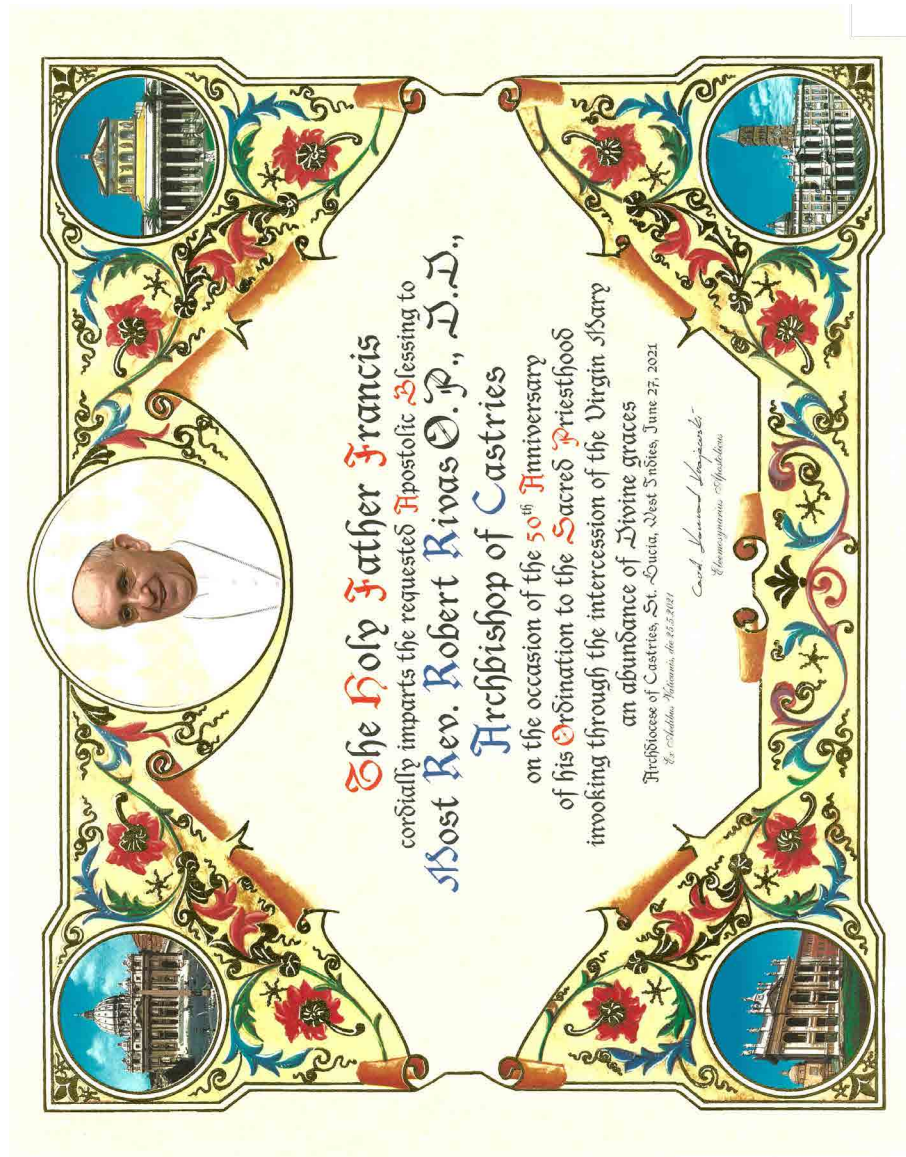 The Holy Father Francis
cordially imparts the requested Apostolic Blessing to
Most Rev. Robert Rivas O.P., D.D.,
Archbishop of Castries
on the occasion of the 50th Anniversary
of his Ordination to the Sacred Priesthood
invoking through the intercession of the Virgin Mary
an abundance of Divine graces
Archdiocese of Castries, St. Lucia, West Indies, June 27, 2021
Ex Aedibus Vaticanis, die 25.5.2021
Eleemosynarius Apostolicus